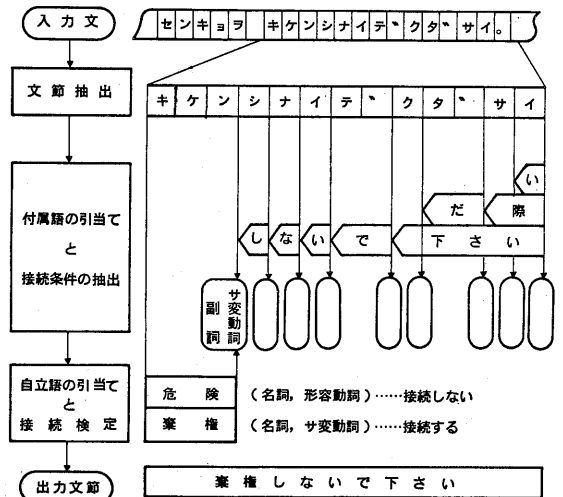 入力文
センキョヲ キケンシナイテ゛クタ゛サイ。
文節抽出
キケンシナイテ゛クタ゛サイ
い
だ 際
しないで下さい
付属語の引当て
と
接続条件の抽出
副詞 サ変動詞
自立語の引当て
と
接続検定
危険 (名詞，形容動詞)……接続しない
棄権 (名詞，サ変動詞)……接続する
出力文節
棄権しないで下さい